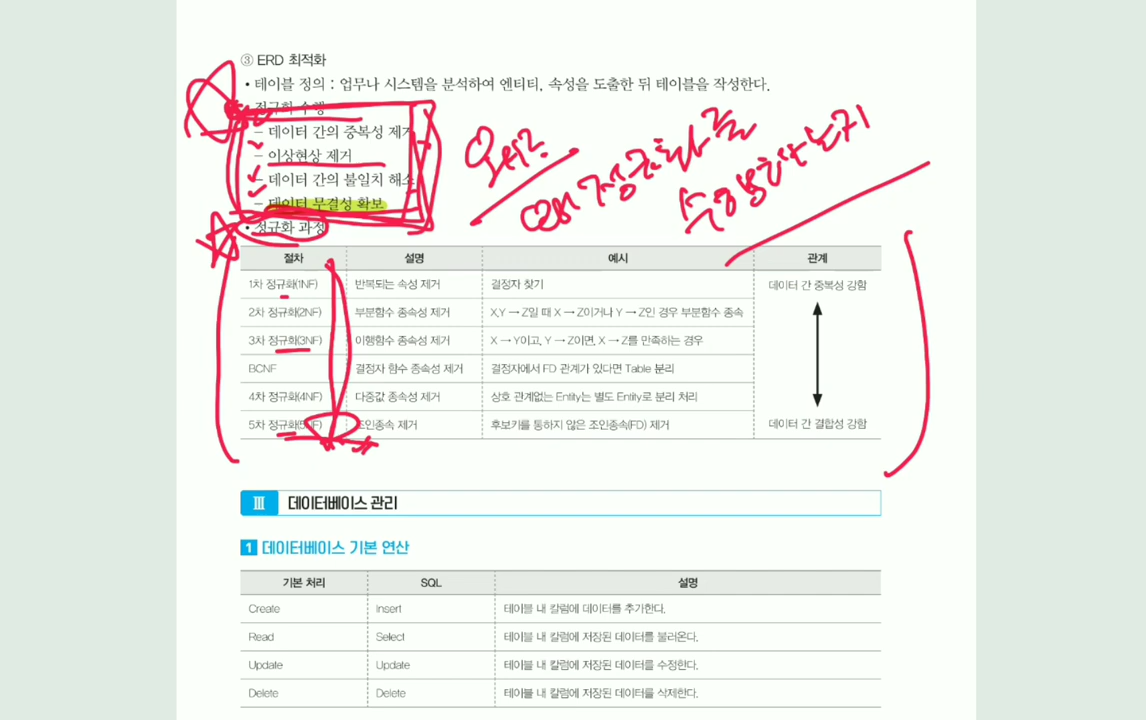 ③ ERD 최적화
• 테이블 정의 : 업무나 시스템을 분석하여 엔티티, 속성을 도출한 뒤 테이블을 작성한다.
• 정규화 수행
– 데이터 간의 중복성 제거
– 이상현상 제거
– 데이터 간의 불일치 해소
– 데이터 무결성 확보
• 정규화 과정
절차 설명 예시 관계
1차 정규화(1NF) 반복되는 속성 제거 결정자 찾기 데이터 간 중복성 강함
2차 정규화(2NF) 부분함수 종속성 제거 X,Y → Z일 때 X → Z이거나 Y → Z인 경우 부분함수 종속
3차 정규화(3NF) 이행함수 종속성 제거 X → Y이고, Y → Z이면, X → Z를 만족하는 경우
BCNF 결정자 함수 종속성 제거 결정자에서 FD 관계가 있다면 Table 분리
4차 정규화(4NF) 다중값 종속성 제거 상호 관계없는 Entity는 별도 Entity로 분리 처리
5차 정규화(5NF) 조인종속 제거 후보키를 통하지 않은 조인종속(FD) 제거 데이터 간 결합성 강함
Ⅲ 데이터베이스 관리
1 데이터베이스 기본 연산
기본 처리 SQL 설명
Create Insert 테이블 내 칼럼에 데이터를 추가한다.
Read Select 테이블 내 칼럼에 저장된 데이터를 불러온다.
Update Update 테이블 내 칼럼에 저장된 데이터를 수정한다.
Delete Delete 테이블 내 칼럼에 저장된 데이터를 삭제한다.